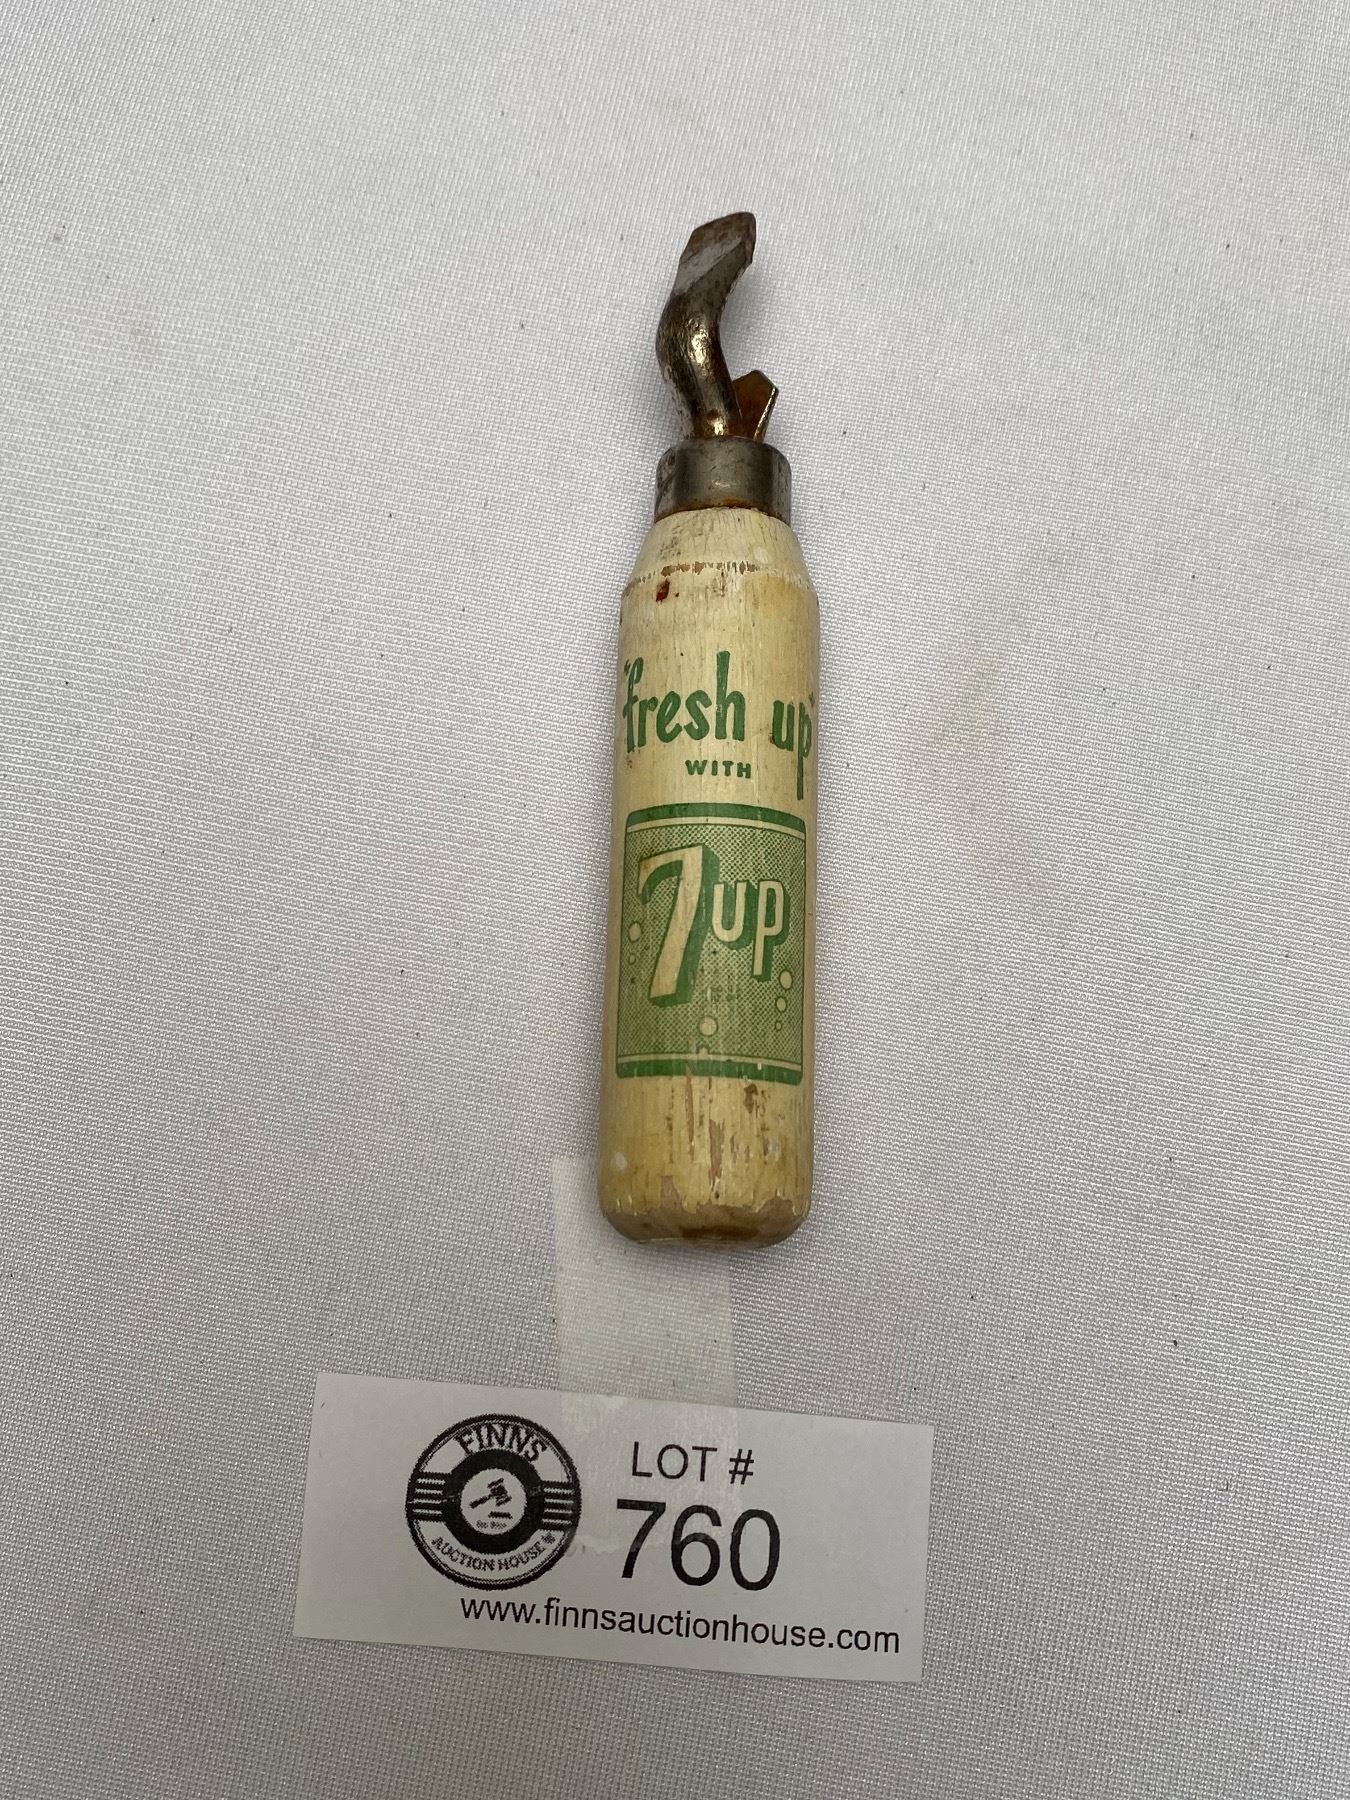 "fresh up"
WITH
7up
FINNS
AUCTION HOUSE
LOT #
760
www.finnsauctionhouse.com